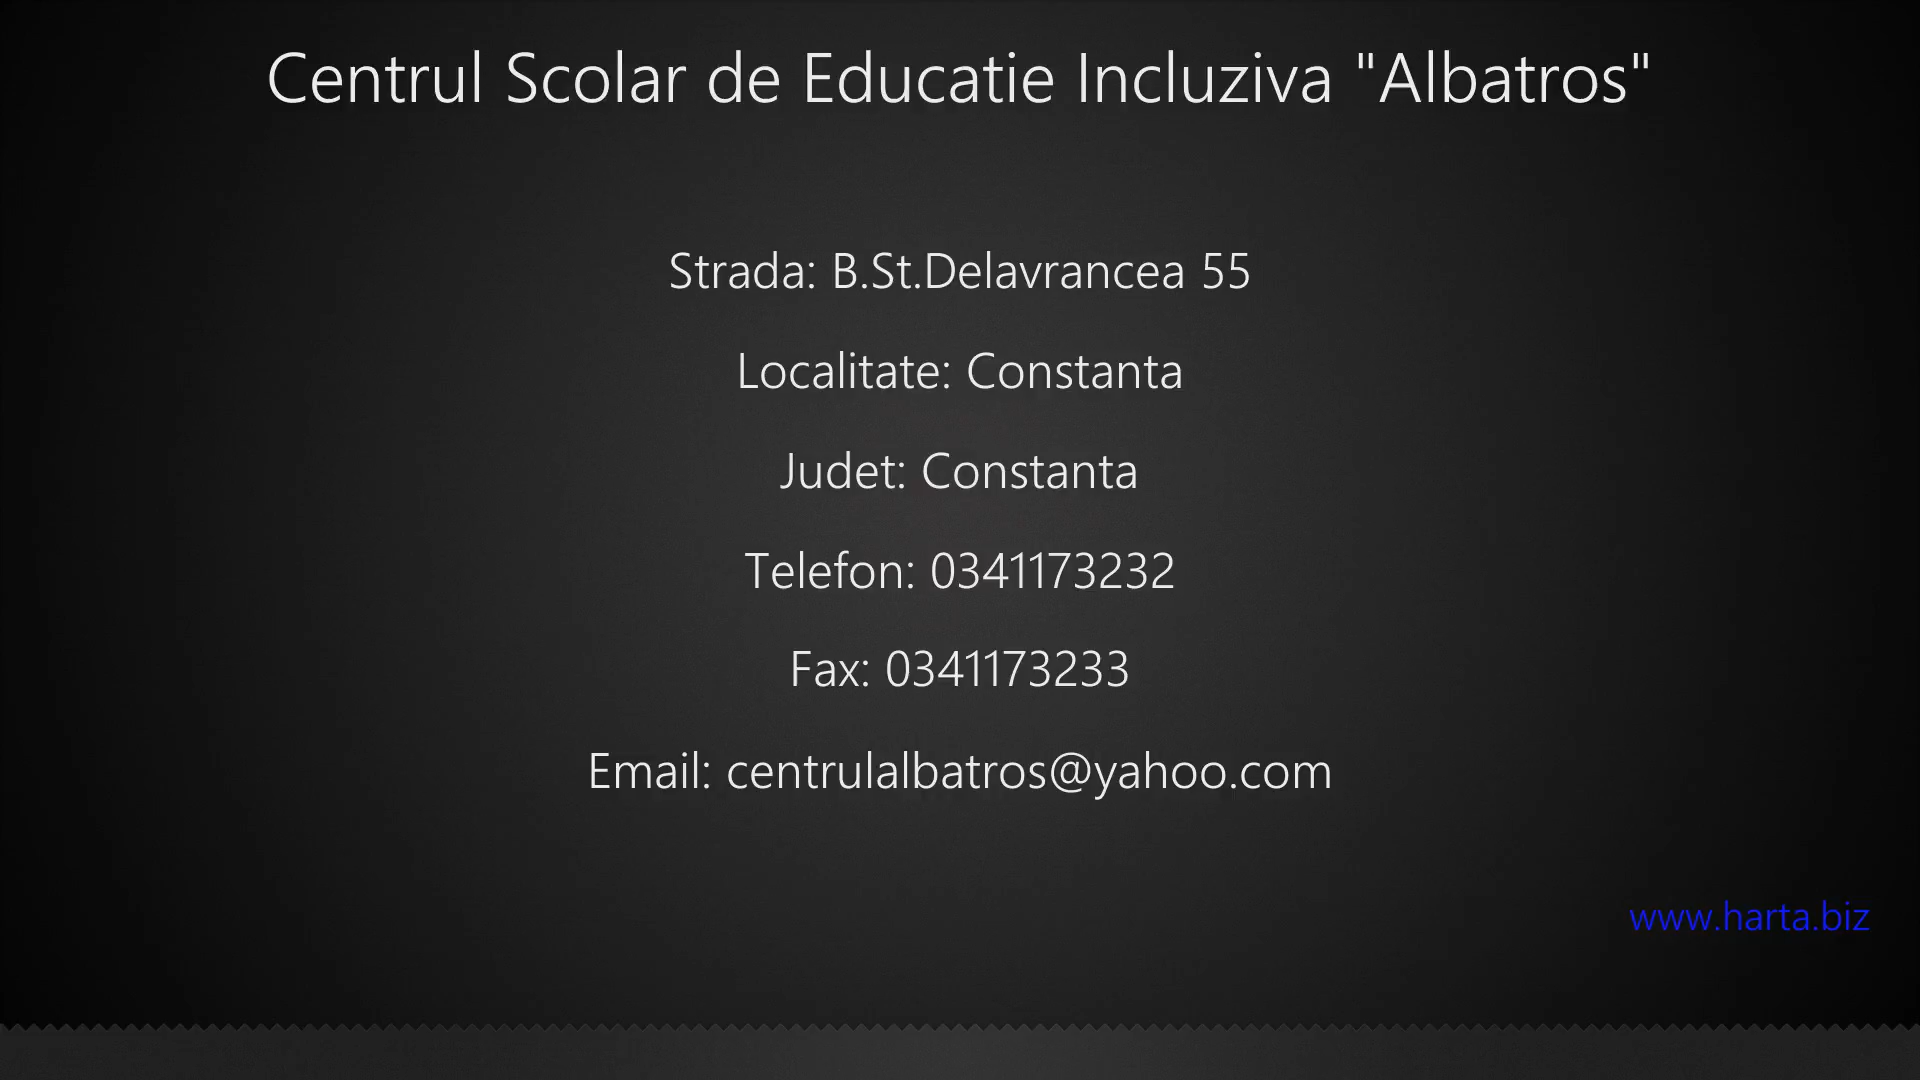 Centrul Scolar de Educatie Incluziva "Albatros"
Strada: B.St.Delavrancea 55
Localitate: Constanta
Judet: Constanta
Telefon: 0341173232
Fax: 0341173233
Email: centrulalbatros@yahoo.com
www.harta.biz